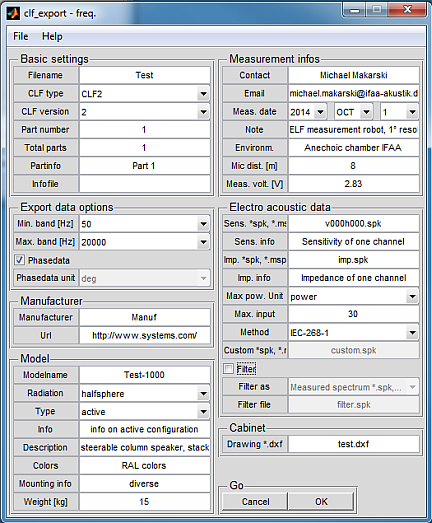 clf_export - freq.
File Help
Basic settings
Filename Test
CLF type CLF2
CLF version 2
Part number 1
Total parts 1
Partinfo Part 1
Infofile
Export data options
Min. band [Hz] 50
Max. band [Hz] 20000
Phasedata
Phasedata unit deg
Manufacturer
Manufacturer Manuf
Url http://www.systems.com/
Model
Modelname Test-1000
Radiation halfsphere
Type active
Info info on active configuration
Description steerable column speaker, stack
Colors RAL colors
Mounting info diverse
Weight [kg] 15
Measurement infos
Contact Michael Makarski
Email michael.makarski@ifaa-akustik.d
Meas. date 2014 OCT 1
Note ELF measurement robot, 1° reso
Environm. Anechoic chamber IFAA
Mic dist. [m] 8
Meas. volt. [V] 2.83
Electro acoustic data
Sens. *spk, *.ms v000h000.spk
Sens. info Sensitivity of one channel
Imp. *spk, *.msp imp.spk
Imp. info Impedance of one channel
Max pow. Unit power
Max. input 30
Method IEC-268-1
Custom *spk, *.r custom.spk
Filter
Filter as Measured spectrum *.spk,...
Filter file filter.spk
Cabinet
Drawing *.dxf test.dxf
Go
Cancel OK